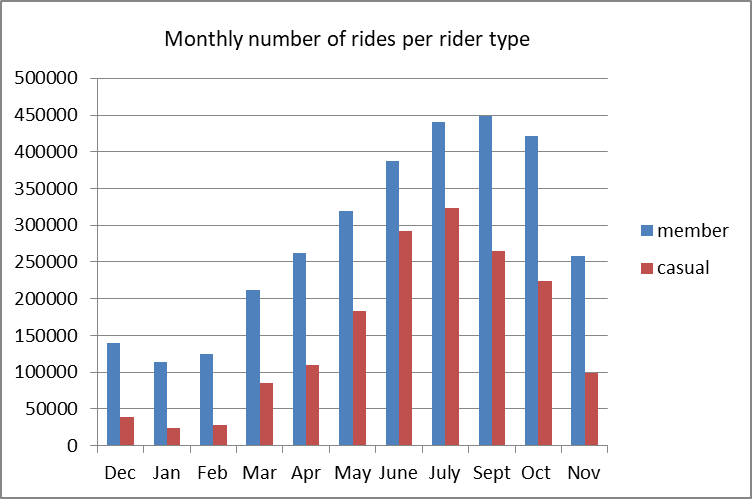 Monthly number of rides per rider type
500000
450000
400000
350000
300000
250000
200000
150000
100000
50000
0
Dec Jan Feb Mar Apr May June July Sept Oct Nov
member
casual